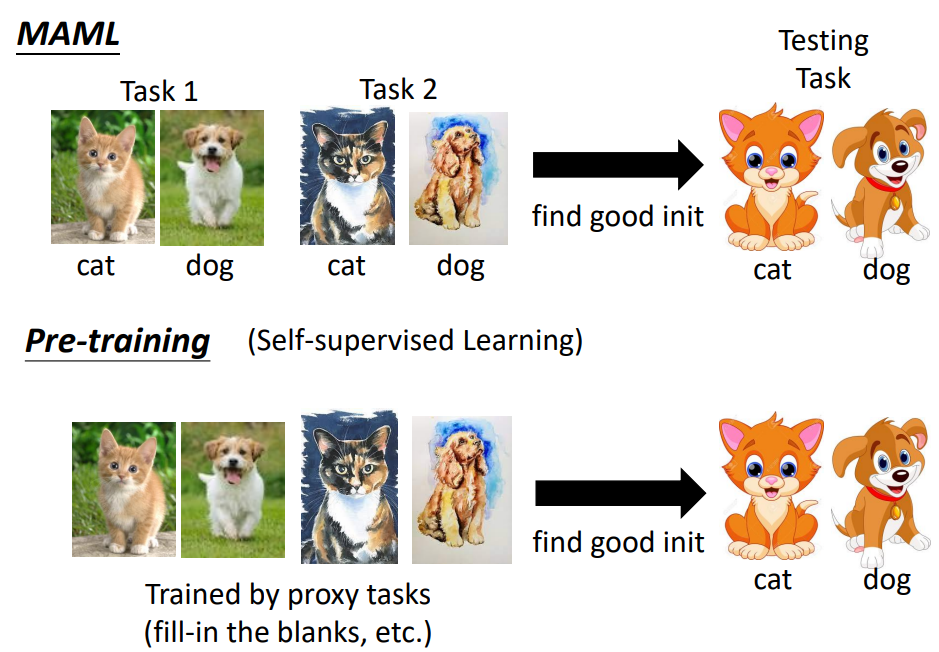 MAML
Testing
Task
Task 1
Task 2
find good init
cat
dog
cat
dog
cat
dog
Pre-training
(Self-supervised Learning)
find good init
cat
dog
Trained by proxy tasks
(fill-in the blanks, etc.)